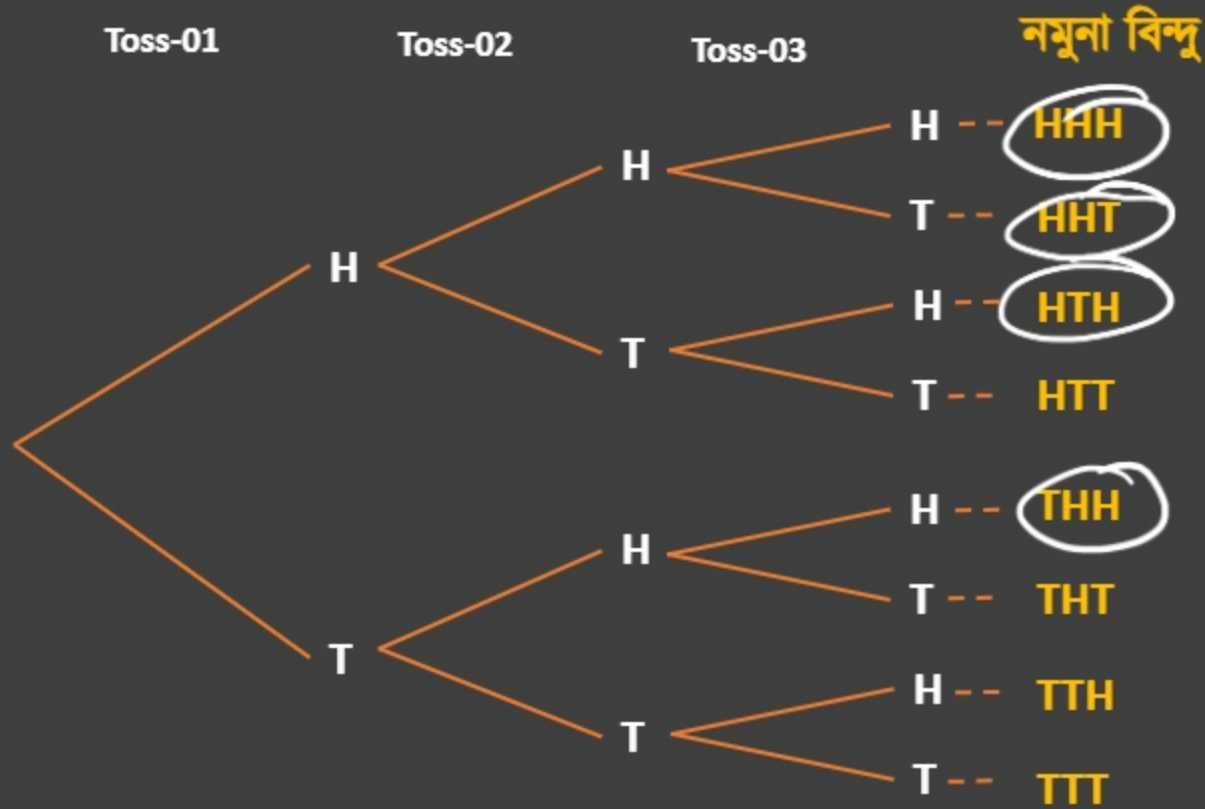 Toss-01 Toss-02 Toss-03 নমুনা বিন্দু
H HHH
H
T HHT
H
H HTH
T
T HTT
H THH
H
T THT
T
H TTH
T
T TTT